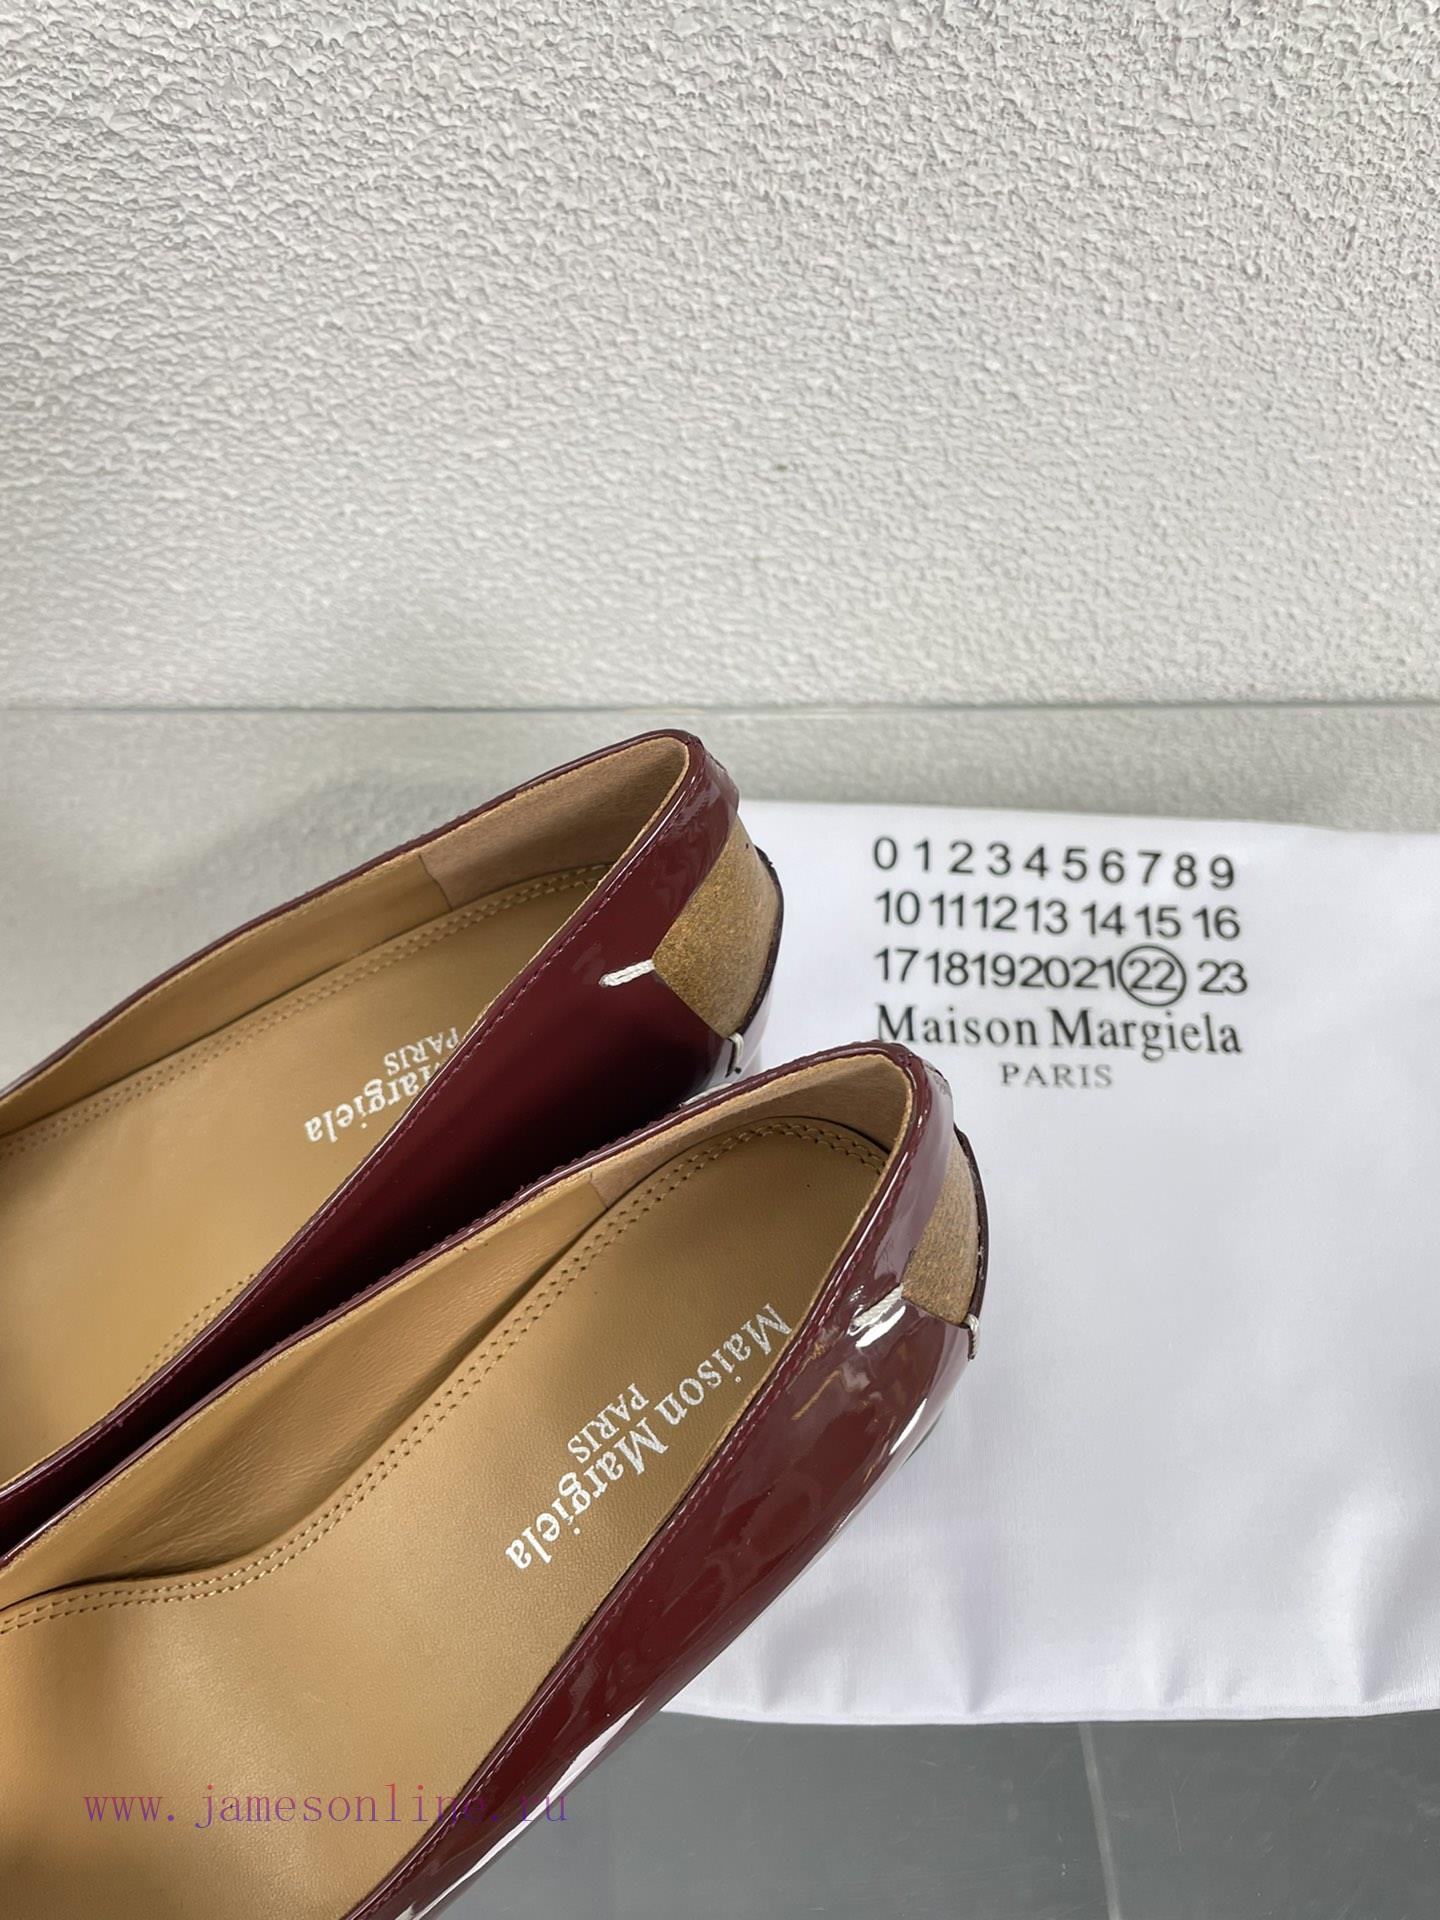 0 1 2 3 4 5 6 7 8 9
10 11 12 13 14 15 16
17 18 19 20 21 22 23
Maison Margiela
PARIS
Margiela
PARIS
Maison Margiela
PARIS
www.jamesonline.ru